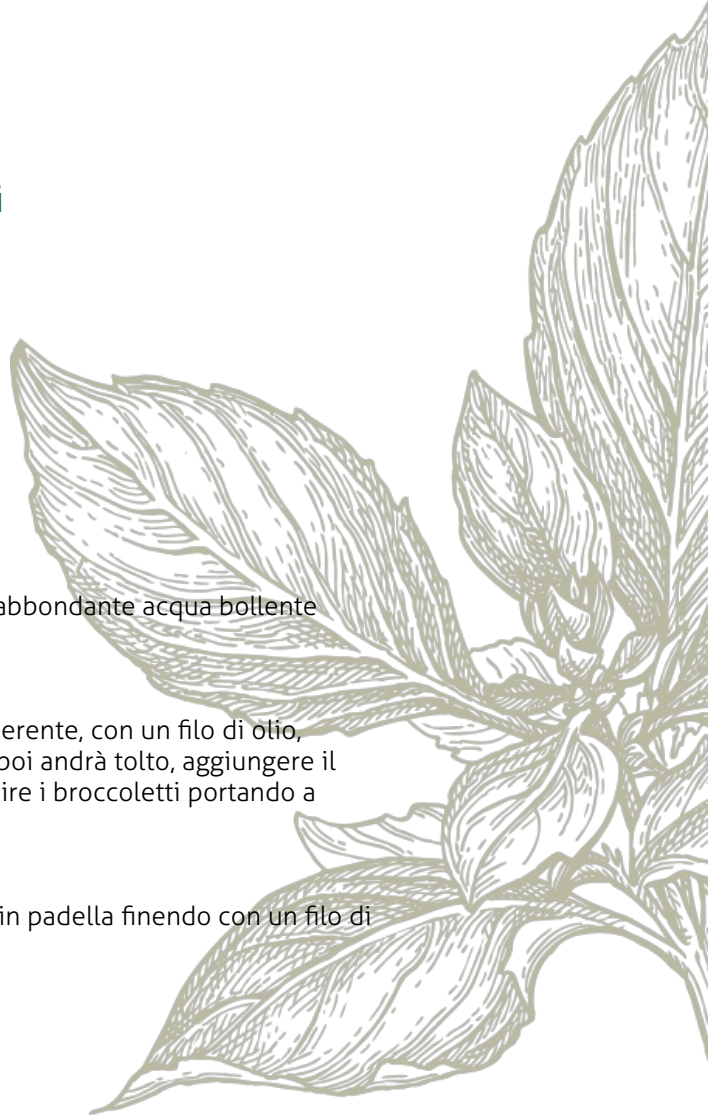 i
abbondante acqua bollente
erente, con un filo di olio,
poi andrà tolto, aggiungere il
ire i broccoletti portando a
in padella finendo con un filo di